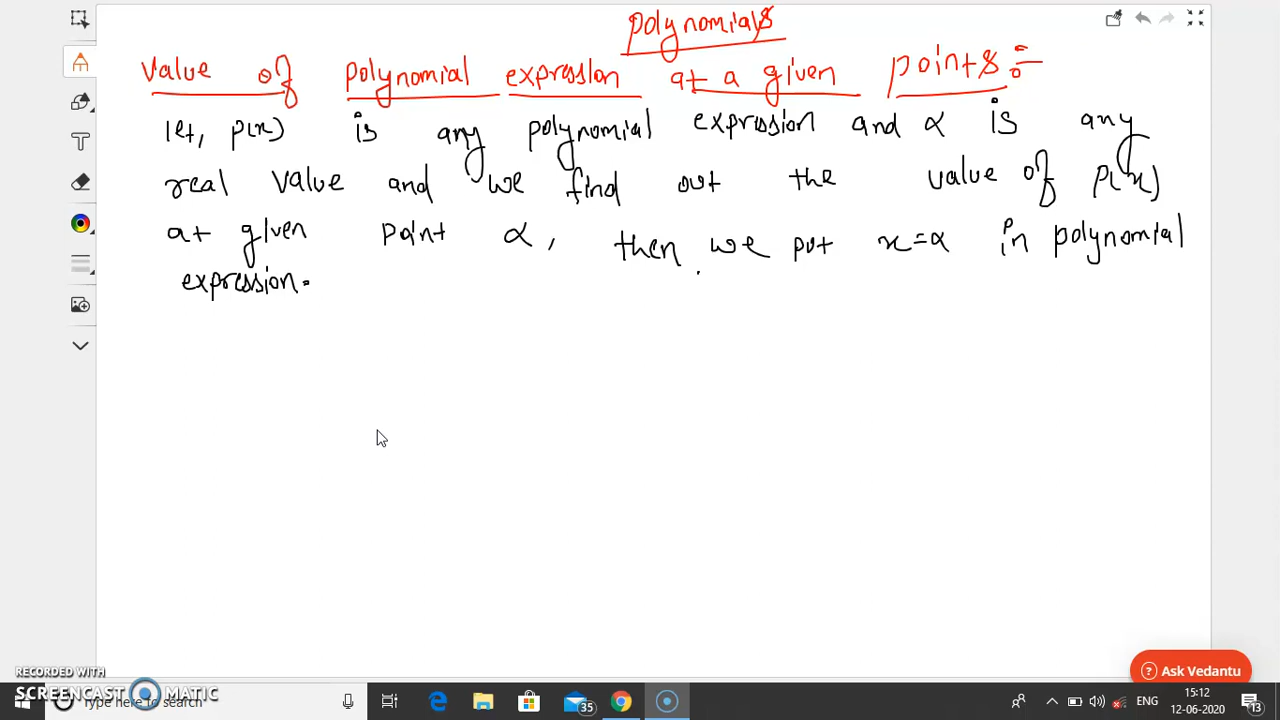 polynomials
Value of polynomial expression at a given points:-
let, p(x) is any polynomial expression and α is any
real value and we find out the value of p(x)
at given point α, then we put x=α in polynomial
expression.
? Ask Vedantu
RECORDED WITH
SCREENCAST MATIC
Type here to search
35
ENG
15:12
12-06-2020
13